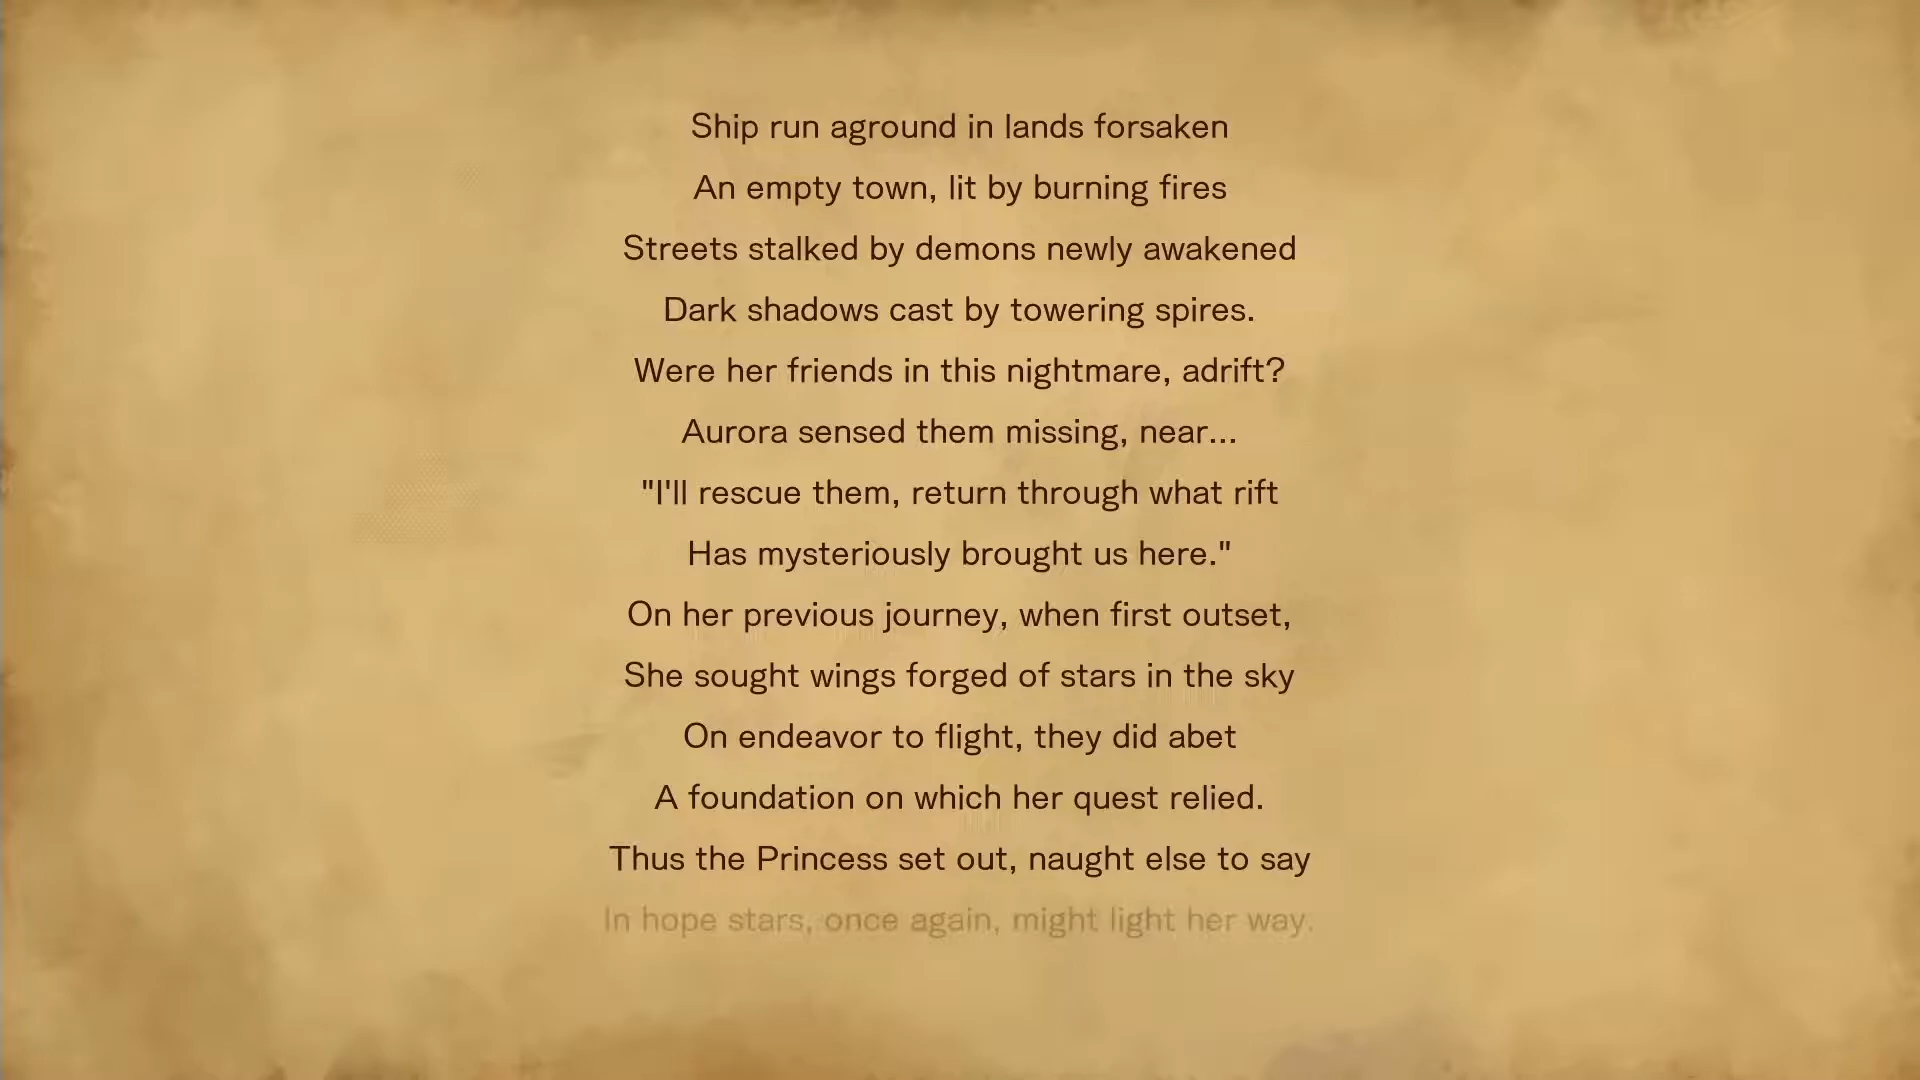 Ship run aground in lands forsaken
An empty town, lit by burning fires
Streets stalked by demons newly awakened
Dark shadows cast by towering spires.
Were her friends in this nightmare, adrift?
Aurora sensed them missing, near...
"I'll rescue them, return through what rift
Has mysteriously brought us here."
On her previous journey, when first outset,
She sought wings forged of stars in the sky
On endeavor to flight, they did abet
A foundation on which her quest relied.
Thus the Princess set out, naught else to say
In hope stars, once again, might light her way.